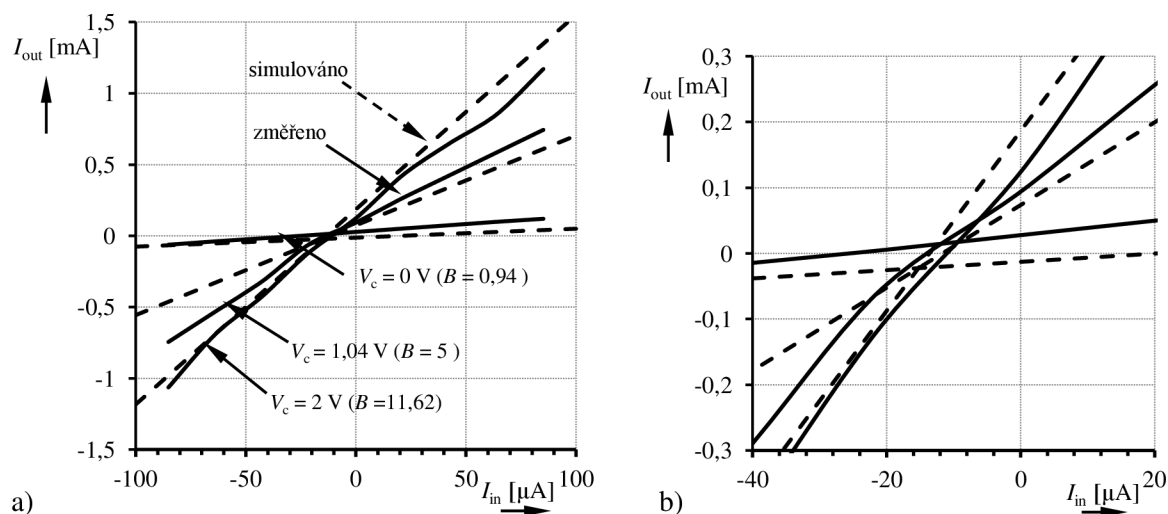 1,5
1
0,5
0
-0,5
-1
-1,5
I_out [mA]
simulováno
změřeno
V_c = 0 V (B = 0,94 )
V_c = 1,04 V (B = 5 )
V_c = 2 V (B =11,62)
-100 -50 0 50 100
I_in [µA]
a)
0,3
0,2
0,1
0
-0,1
-0,2
-0,3
I_out [mA]
-40 -20 0 20
I_in [µA]
b)